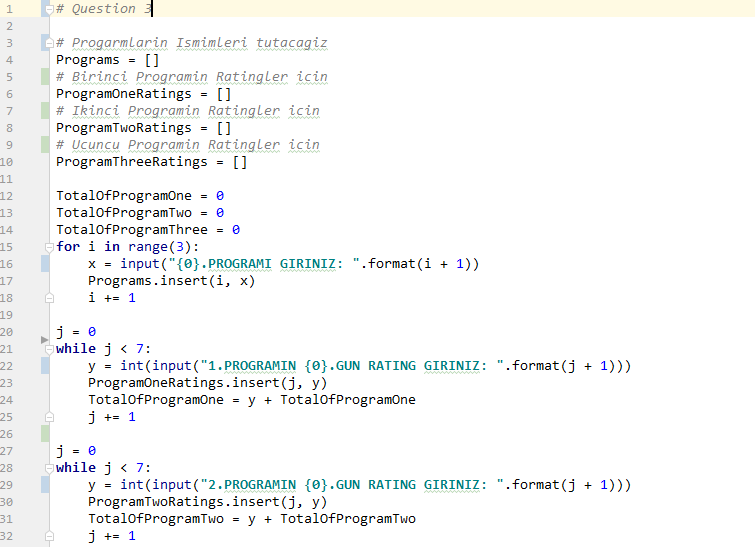 1 # Question 3
2
3 # Progarmlarin Ismimleri tutacagiz
4 Programs = []
5 # Birinci Programin Ratingler icin
6 ProgramOneRatings = []
7 # Ikinci Programin Ratingler icin
8 ProgramTwoRatings = []
9 # Ucuncu Programin Ratingler icin
10 ProgramThreeRatings = []
11
12 TotalOfProgramOne = 0
13 TotalOfProgramTwo = 0
14 TotalOfProgramThree = 0
15 for i in range(3):
16     x = input("{0}.PROGRAMI GIRINIZ: ".format(i + 1))
17     Programs.insert(i, x)
18     i += 1
19
20 j = 0
21 while j < 7:
22     y = int(input("1.PROGRAMIN {0}.GUN RATING GIRINIZ: ".format(j + 1)))
23     ProgramOneRatings.insert(j, y)
24     TotalOfProgramOne = y + TotalOfProgramOne
25     j += 1
26
27 j = 0
28 while j < 7:
29     y = int(input("2.PROGRAMIN {0}.GUN RATING GIRINIZ: ".format(j + 1)))
30     ProgramTwoRatings.insert(j, y)
31     TotalOfProgramTwo = y + TotalOfProgramTwo
32     j += 1